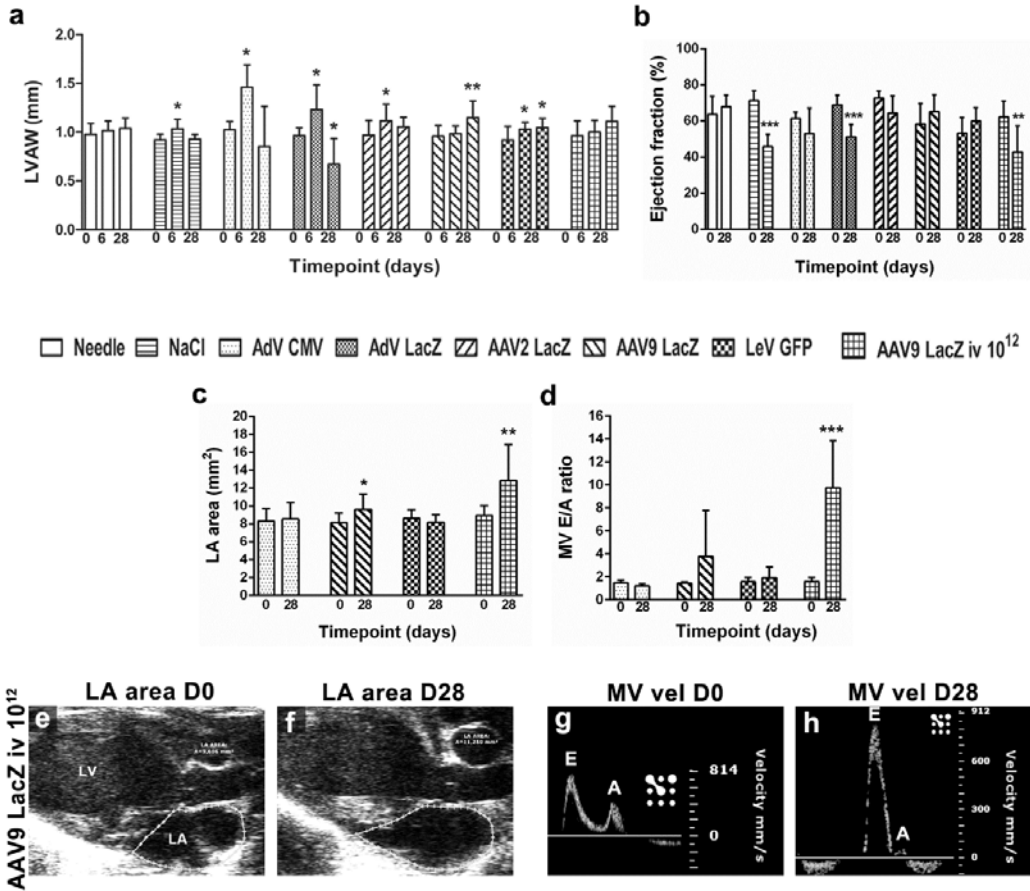 a
LVAW (mm)
2.0
1.5
1.0
0.5
0.0
* * * * * ** * *
0 6 28 0 6 28 0 6 28 0 6 28 0 6 28 0 6 28 0 6 28 0 6 28
Timepoint (days)
b
Ejection fraction (%)
100
80
60
40
20
0
*** *** **
0 28 0 28 0 28 0 28 0 28 0 28 0 28 0 28
Timepoint (days)
Needle NaCl AdV CMV AdV LacZ AAV2 LacZ AAV9 LacZ LeV GFP AAV9 LacZ iv 10¹²
c
LA area (mm²)
20
18
16
14
12
10
8
6
4
2
0
* **
0 28 0 28 0 28 0 28
Timepoint (days)
d
MV E/A ratio
16
14
12
10
8
6
4
2
0
***
0 28 0 28 0 28 0 28
Timepoint (days)
AAV9 LacZ iv 10¹²
LA area D0
e
LA AREA:
LV
LA
LA area D28
f
LA AREA:
MV vel D0
g
E
A
814
0
Velocity mm/s
MV vel D28
h
E
A
912
600
300
0
Velocity mm/s